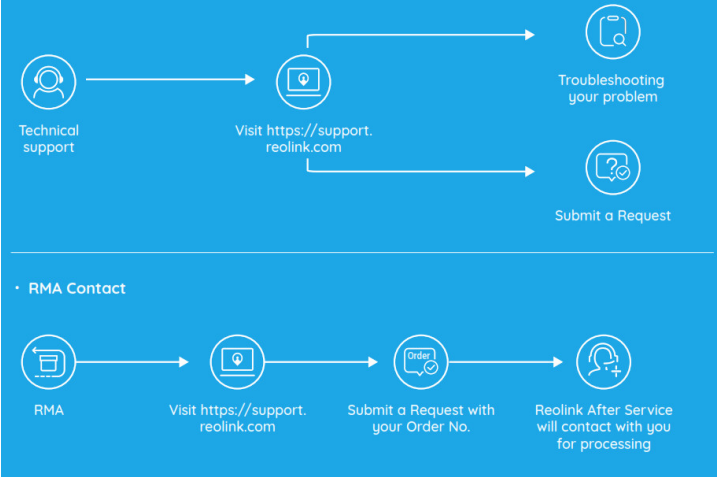 Troubleshooting
your problem
Technical
support
Visit https://support.
reolink.com
Submit a Request
· RMA Contact
Order
RMA
Visit https://support.
reolink.com
Submit a Request with
your Order No.
Reolink After Service
will contact with you
for processing